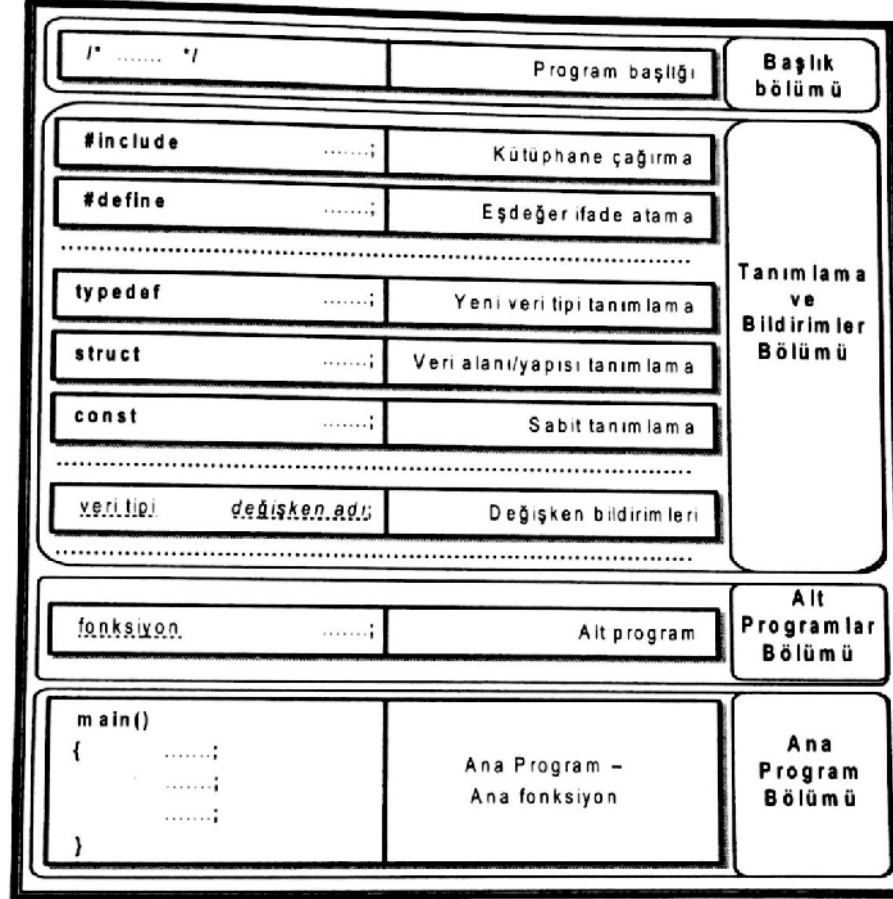 /* ....... */ Program başlığı Başlık bölümü
#include .......; Kütüphane çağırma
#define .......; Eşdeğer ifade atama
typedef .......; Yeni veri tipi tanımlama
struct .......; Veri alanı/yapısı tanımlama
const .......; Sabit tanımlama
veri tipi değişken adı; Değişken bildirimleri
Tanımlama
ve
Bildirimler
Bölümü
fonksiyon .......; Alt program
Alt
Programlar
Bölümü
main()
{ ......;
......;
......;
}
Ana Program –
Ana fonksiyon
Ana
Program
Bölümü